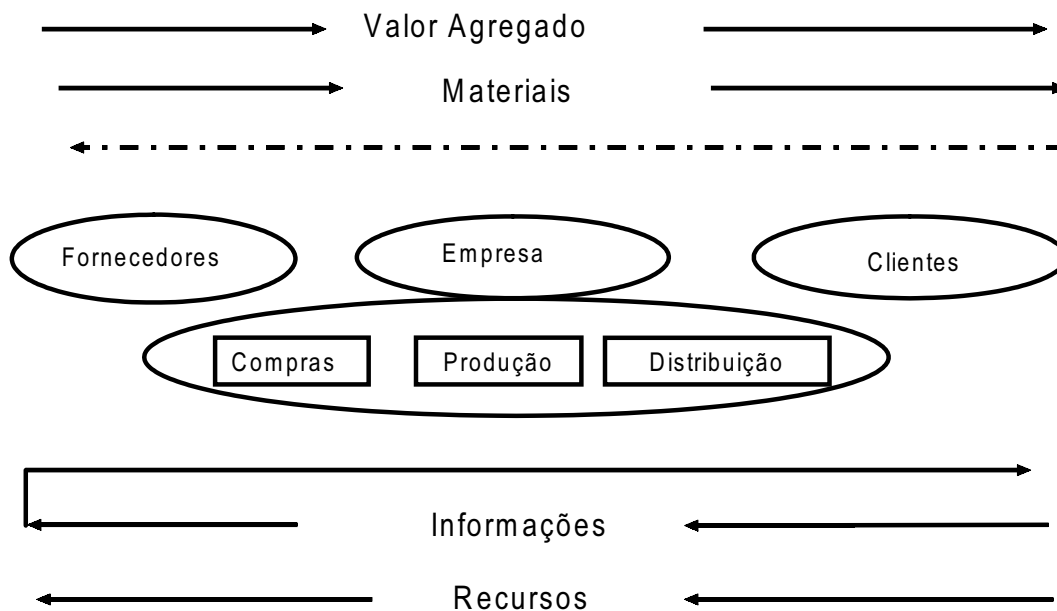 Valor Agregado
Materiais
Fornecedores
Empresa
Clientes
Compras
Produção
Distribuição
Informações
Recursos